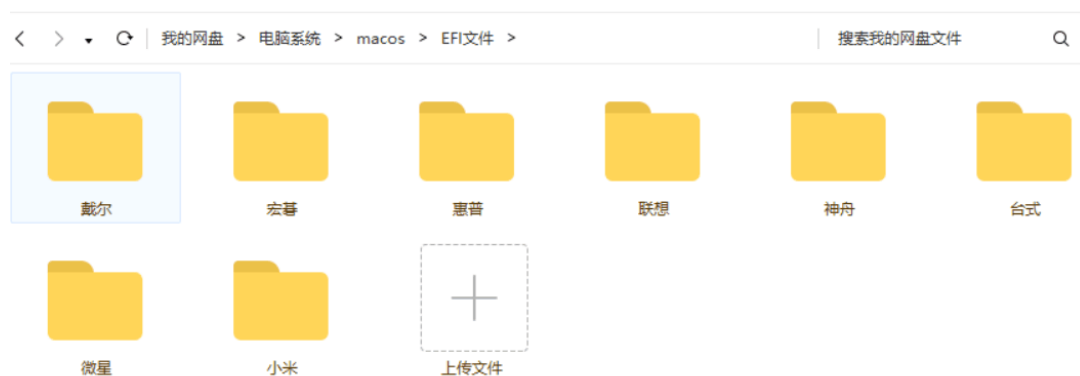 我的网盘 > 电脑系统 > macos > EFI文件 > 搜索我的网盘文件
戴尔 宏碁 惠普 联想 神舟 台式
微星 小米 上传文件